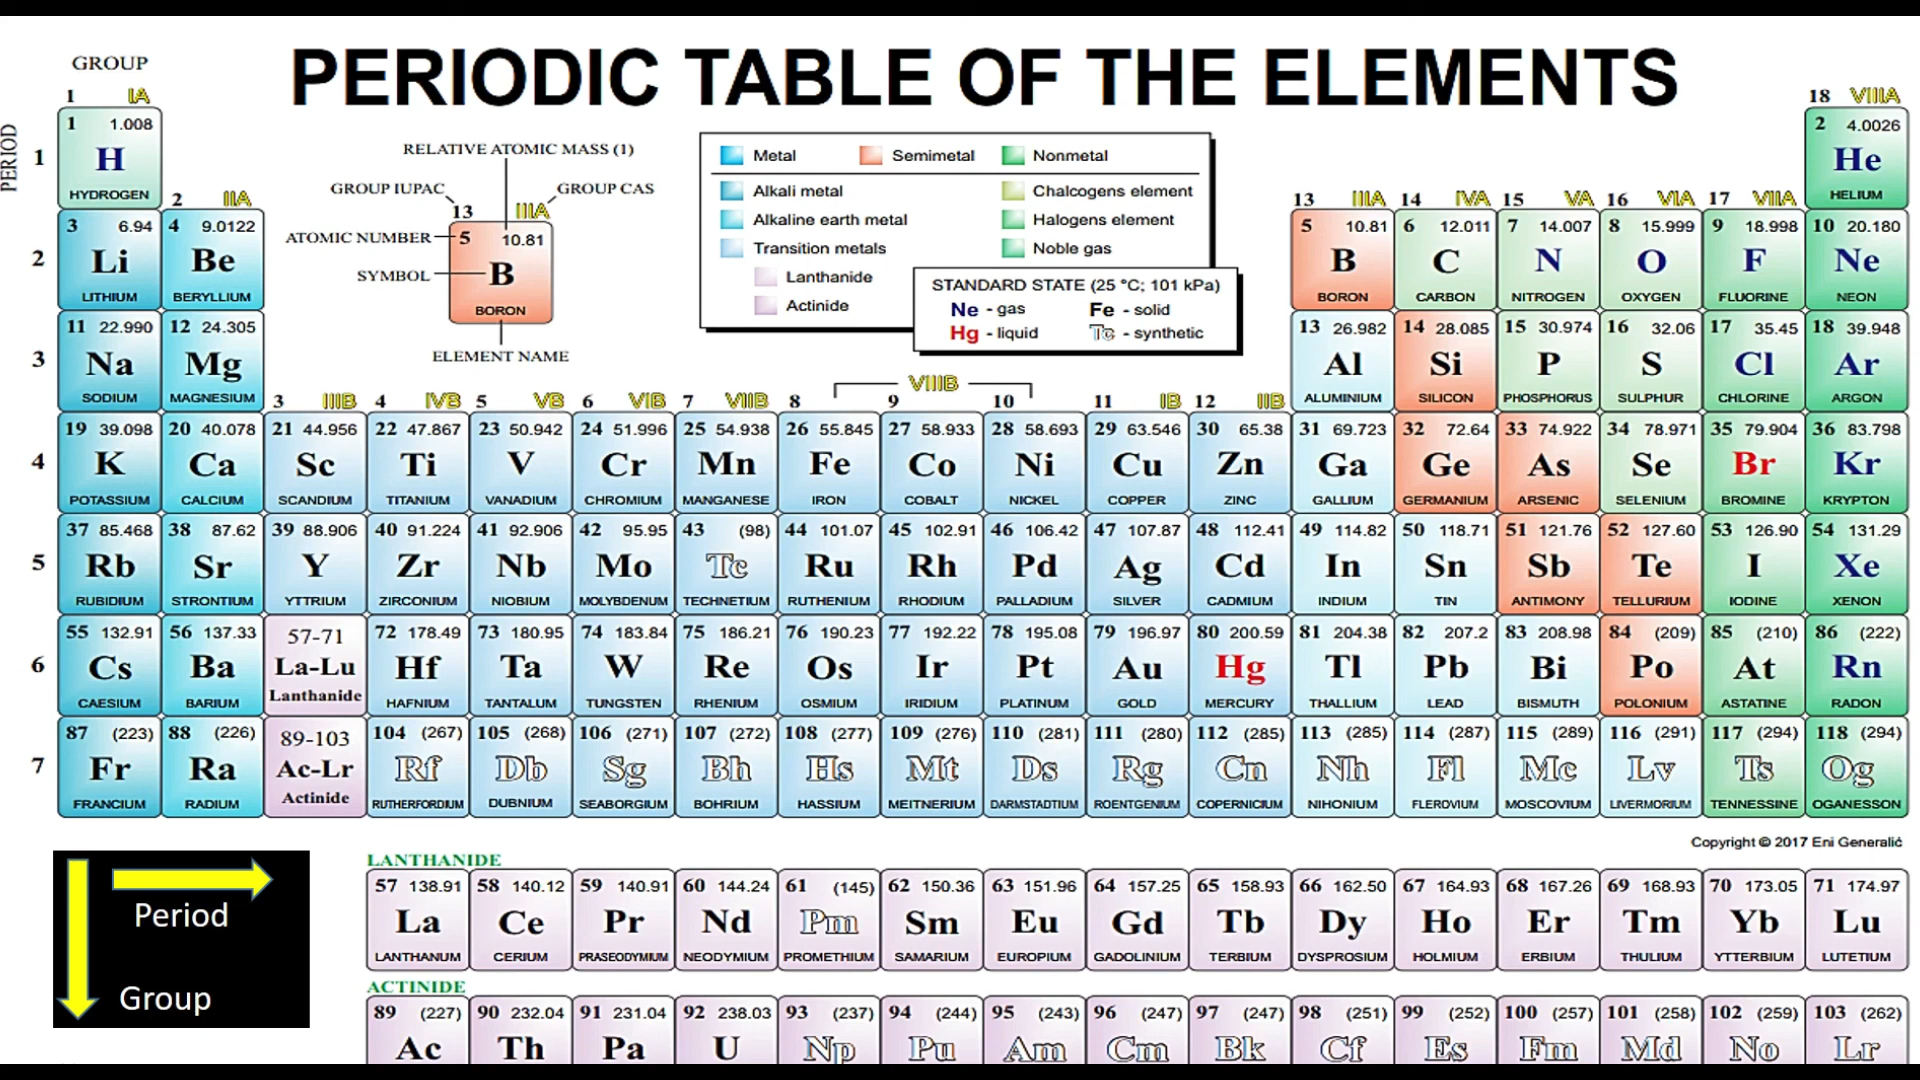 PERIODIC TABLE OF THE ELEMENTS
GROUP
PERIOD
1 IA
18 VIIIA
1
1 1.008
H
HYDROGEN
2 4.0026
He
HELIUM
RELATIVE ATOMIC MASS (1)
GROUP IUPAC
GROUP CAS
13 IIIA
ATOMIC NUMBER
5 10.81
SYMBOL
B
BORON
ELEMENT NAME
Metal Semimetal Nonmetal
Alkali metal Chalcogens element
Alkaline earth metal Halogens element
Transition metals Noble gas
Lanthanide
Actinide
STANDARD STATE (25 °C; 101 kPa)
Ne - gas Fe - solid
Hg - liquid Tc - synthetic
2 IIA
13 IIIA 14 IVA 15 VA 16 VIA 17 VIIA
2
3 6.94 4 9.0122 5 10.81 6 12.011 7 14.007 8 15.999 9 18.998 10 20.180
Li Be B C N O F Ne
LITHIUM BERYLLIUM BORON CARBON NITROGEN OXYGEN FLUORINE NEON
3
11 22.990 12 24.305 13 26.982 14 28.085 15 30.974 16 32.06 17 35.45 18 39.948
Na Mg Al Si P S Cl Ar
SODIUM MAGNESIUM ALUMINIUM SILICON PHOSPHORUS SULPHUR CHLORINE ARGON
VIIIB
3 IIIB 4 IVB 5 VB 6 VIB 7 VIIB 8 9 10 11 IB 12 IIB
4
19 39.098 20 40.078 21 44.956 22 47.867 23 50.942 24 51.996 25 54.938 26 55.845 27 58.933 28 58.693 29 63.546 30 65.38 31 69.723 32 72.64 33 74.922 34 78.971 35 79.904 36 83.798
K Ca Sc Ti V Cr Mn Fe Co Ni Cu Zn Ga Ge As Se Br Kr
POTASSIUM CALCIUM SCANDIUM TITANIUM VANADIUM CHROMIUM MANGANESE IRON COBALT NICKEL COPPER ZINC GALLIUM GERMANIUM ARSENIC SELENIUM BROMINE KRYPTON
5
37 85.468 38 87.62 39 88.906 40 91.224 41 92.906 42 95.95 43 (98) 44 101.07 45 102.91 46 106.42 47 107.87 48 112.41 49 114.82 50 118.71 51 121.76 52 127.60 53 126.90 54 131.29
Rb Sr Y Zr Nb Mo Tc Ru Rh Pd Ag Cd In Sn Sb Te I Xe
RUBIDIUM STRONTIUM YTTRIUM ZIRCONIUM NIOBIUM MOLYBDENUM TECHNETIUM RUTHENIUM RHODIUM PALLADIUM SILVER CADMIUM INDIUM TIN ANTIMONY TELLURIUM IODINE XENON
6
55 132.91 56 137.33 57-71 72 178.49 73 180.95 74 183.84 75 186.21 76 190.23 77 192.22 78 195.08 79 196.97 80 200.59 81 204.38 82 207.2 83 208.98 84 (209) 85 (210) 86 (222)
Cs Ba La-Lu Hf Ta W Re Os Ir Pt Au Hg Tl Pb Bi Po At Rn
CAESIUM BARIUM Lanthanide HAFNIUM TANTALUM TUNGSTEN RHENIUM OSMIUM IRIDIUM PLATINUM GOLD MERCURY THALLIUM LEAD BISMUTH POLONIUM ASTATINE RADON
7
87 (223) 88 (226) 89-103 104 (267) 105 (268) 106 (271) 107 (272) 108 (277) 109 (276) 110 (281) 111 (280) 112 (285) 113 (285) 114 (287) 115 (289) 116 (291) 117 (294) 118 (294)
Fr Ra Ac-Lr Rf Db Sg Bh Hs Mt Ds Rg Cn Nh Fl Mc Lv Ts Og
FRANCIUM RADIUM Actinide RUTHERFORDIUM DUBNIUM SEABORGIUM BOHRIUM HASSIUM MEITNERIUM DARMSTADTIUM ROENTGENIUM COPERNICIUM NIHONIUM FLEROVIUM MOSCOVIUM LIVERMORIUM TENNESSINE OGANESSON
Copyright © 2017 Eni Generalić
Period
Group
LANTHANIDE
57 138.91 58 140.12 59 140.91 60 144.24 61 (145) 62 150.36 63 151.96 64 157.25 65 158.93 66 162.50 67 164.93 68 167.26 69 168.93 70 173.05 71 174.97
La Ce Pr Nd Pm Sm Eu Gd Tb Dy Ho Er Tm Yb Lu
LANTHANUM CERIUM PRASEODYMIUM NEODYMIUM PROMETHIUM SAMARIUM EUROPIUM GADOLINIUM TERBIUM DYSPROSIUM HOLMIUM ERBIUM THULIUM YTTERBIUM LUTETIUM
ACTINIDE
89 (227) 90 232.04 91 231.04 92 238.03 93 (237) 94 (244) 95 (243) 96 (247) 97 (247) 98 (251) 99 (252) 100 (257) 101 (258) 102 (259) 103 (262)
Ac Th Pa U Np Pu Am Cm Bk Cf Es Fm Md No Lr